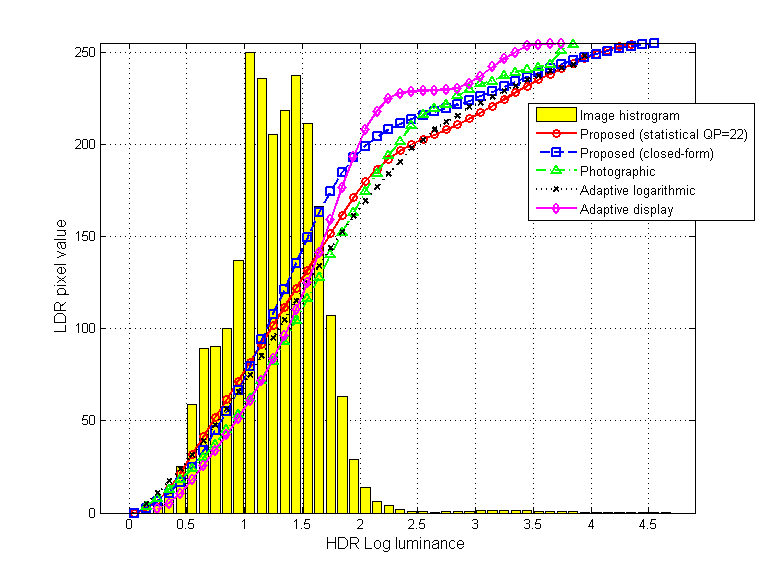 250
200
150
100
50
0
LDR pixel value
0
0.5
1
1.5
2
2.5
3
3.5
4
4.5
HDR Log luminance
Image histrogram
Proposed (statistical QP=22)
Proposed (closed-form)
Photographic
Adaptive logarithmic
Adaptive display